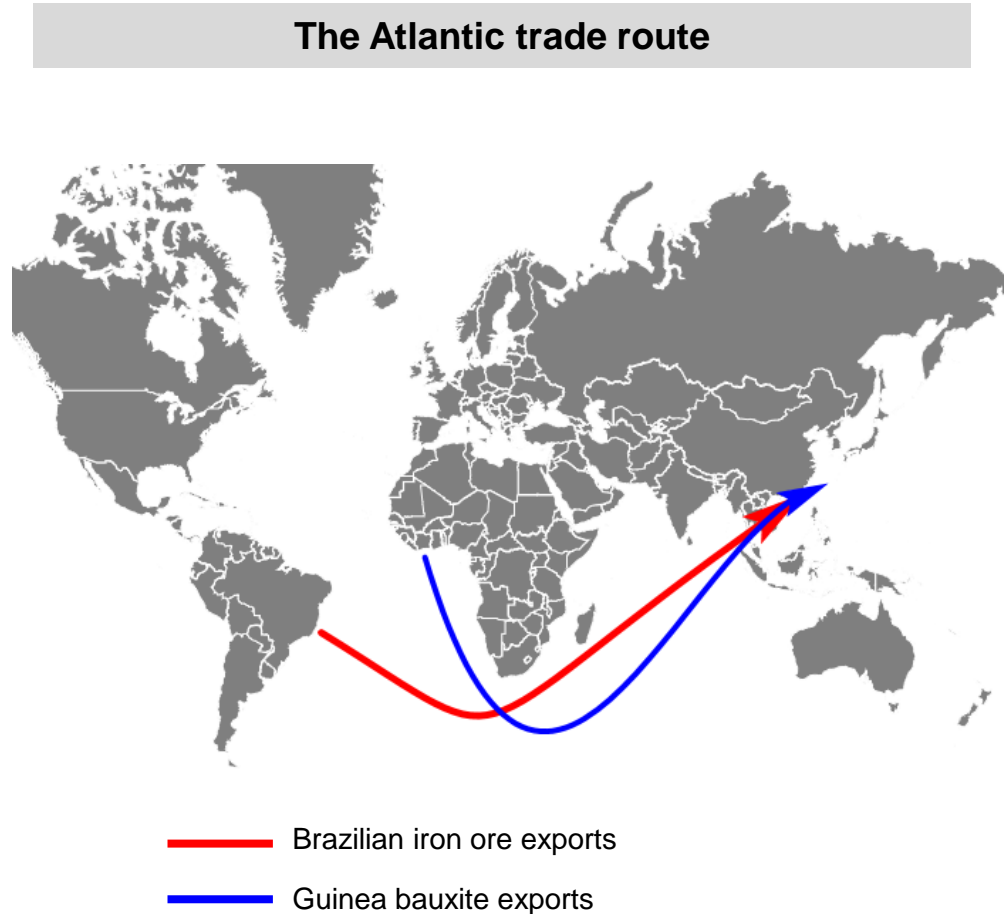 The Atlantic trade route
Brazilian iron ore exports
Guinea bauxite exports